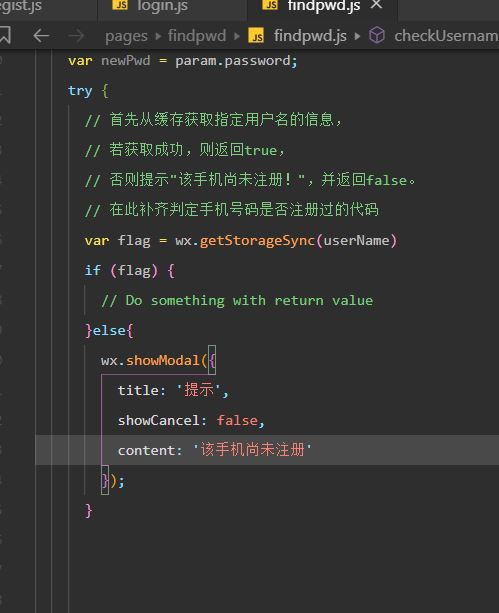 egist.js
JS login.js
JS findpwd.js ×
pages > findpwd > JS findpwd.js > checkUsernam
var newPwd = param.password;
try {
// 首先从缓存获取指定用户名的信息，
// 若获取成功，则返回true，
// 否则提示"该手机尚未注册！"，并返回false。
// 在此补齐判定手机号码是否注册过的代码
var flag = wx.getStorageSync(userName)
if (flag) {
// Do something with return value
}else{
wx.showModal({
title: '提示',
showCancel: false,
content: '该手机尚未注册'
});
}